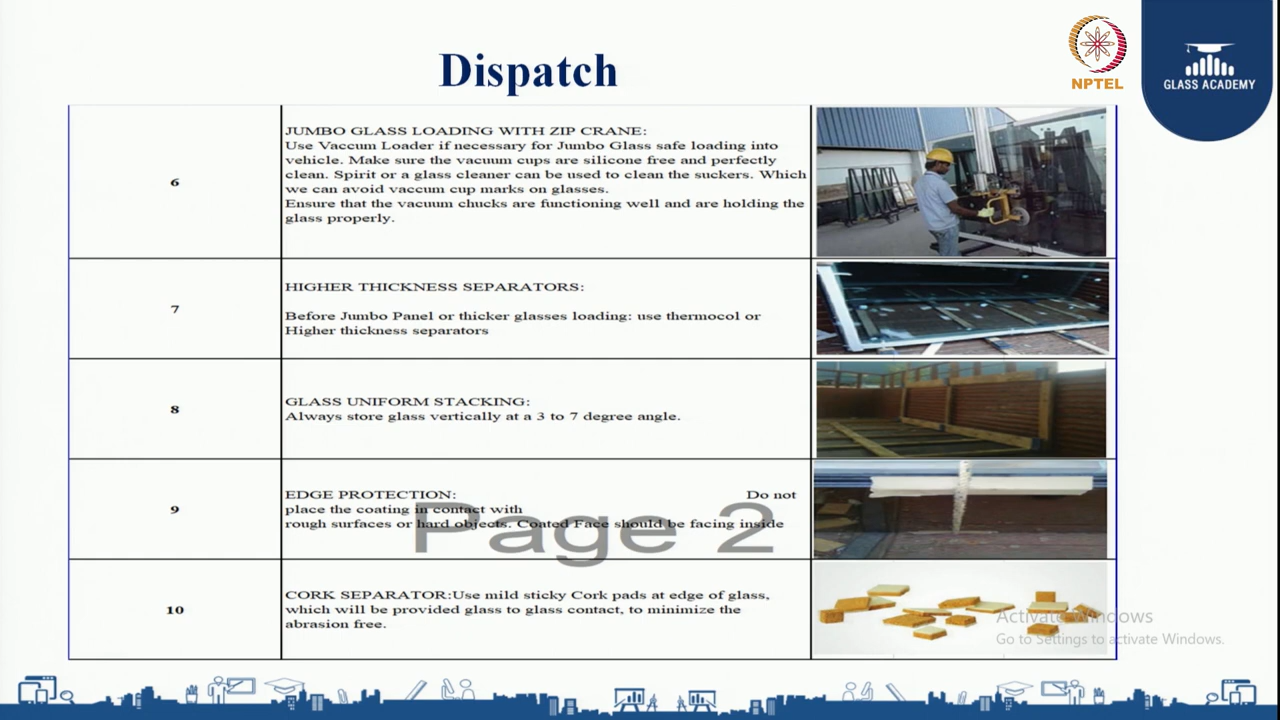 Dispatch
NPTEL
GLASS ACADEMY
6
JUMBO GLASS LOADING WITH ZIP CRANE:
Use Vaccum Loader if necessary for Jumbo Glass safe loading into
vehicle. Make sure the vacuum cups are silicone free and perfectly
clean. Spirit or a glass cleaner can be used to clean the suckers. Which
we can avoid vaccum cup marks on glasses.
Ensure that the vacuum chucks are functioning well and are holding the
glass properly.
7
HIGHER THICKNESS SEPARATORS:
Before Jumbo Panel or thicker glasses loading: use thermocol or
Higher thickness separators
8
GLASS UNIFORM STACKING:
Always store glass vertically at a 3 to 7 degree angle.
9
EDGE PROTECTION: Do not
place the coating in contact with
rough surfaces or hard objects. Coated Face should be facing inside
Page 2
10
CORK SEPARATOR:Use mild sticky Cork pads at edge of glass,
which will be provided glass to glass contact, to minimize the
abrasion free.
Activate Windows
Go to Settings to activate Windows.